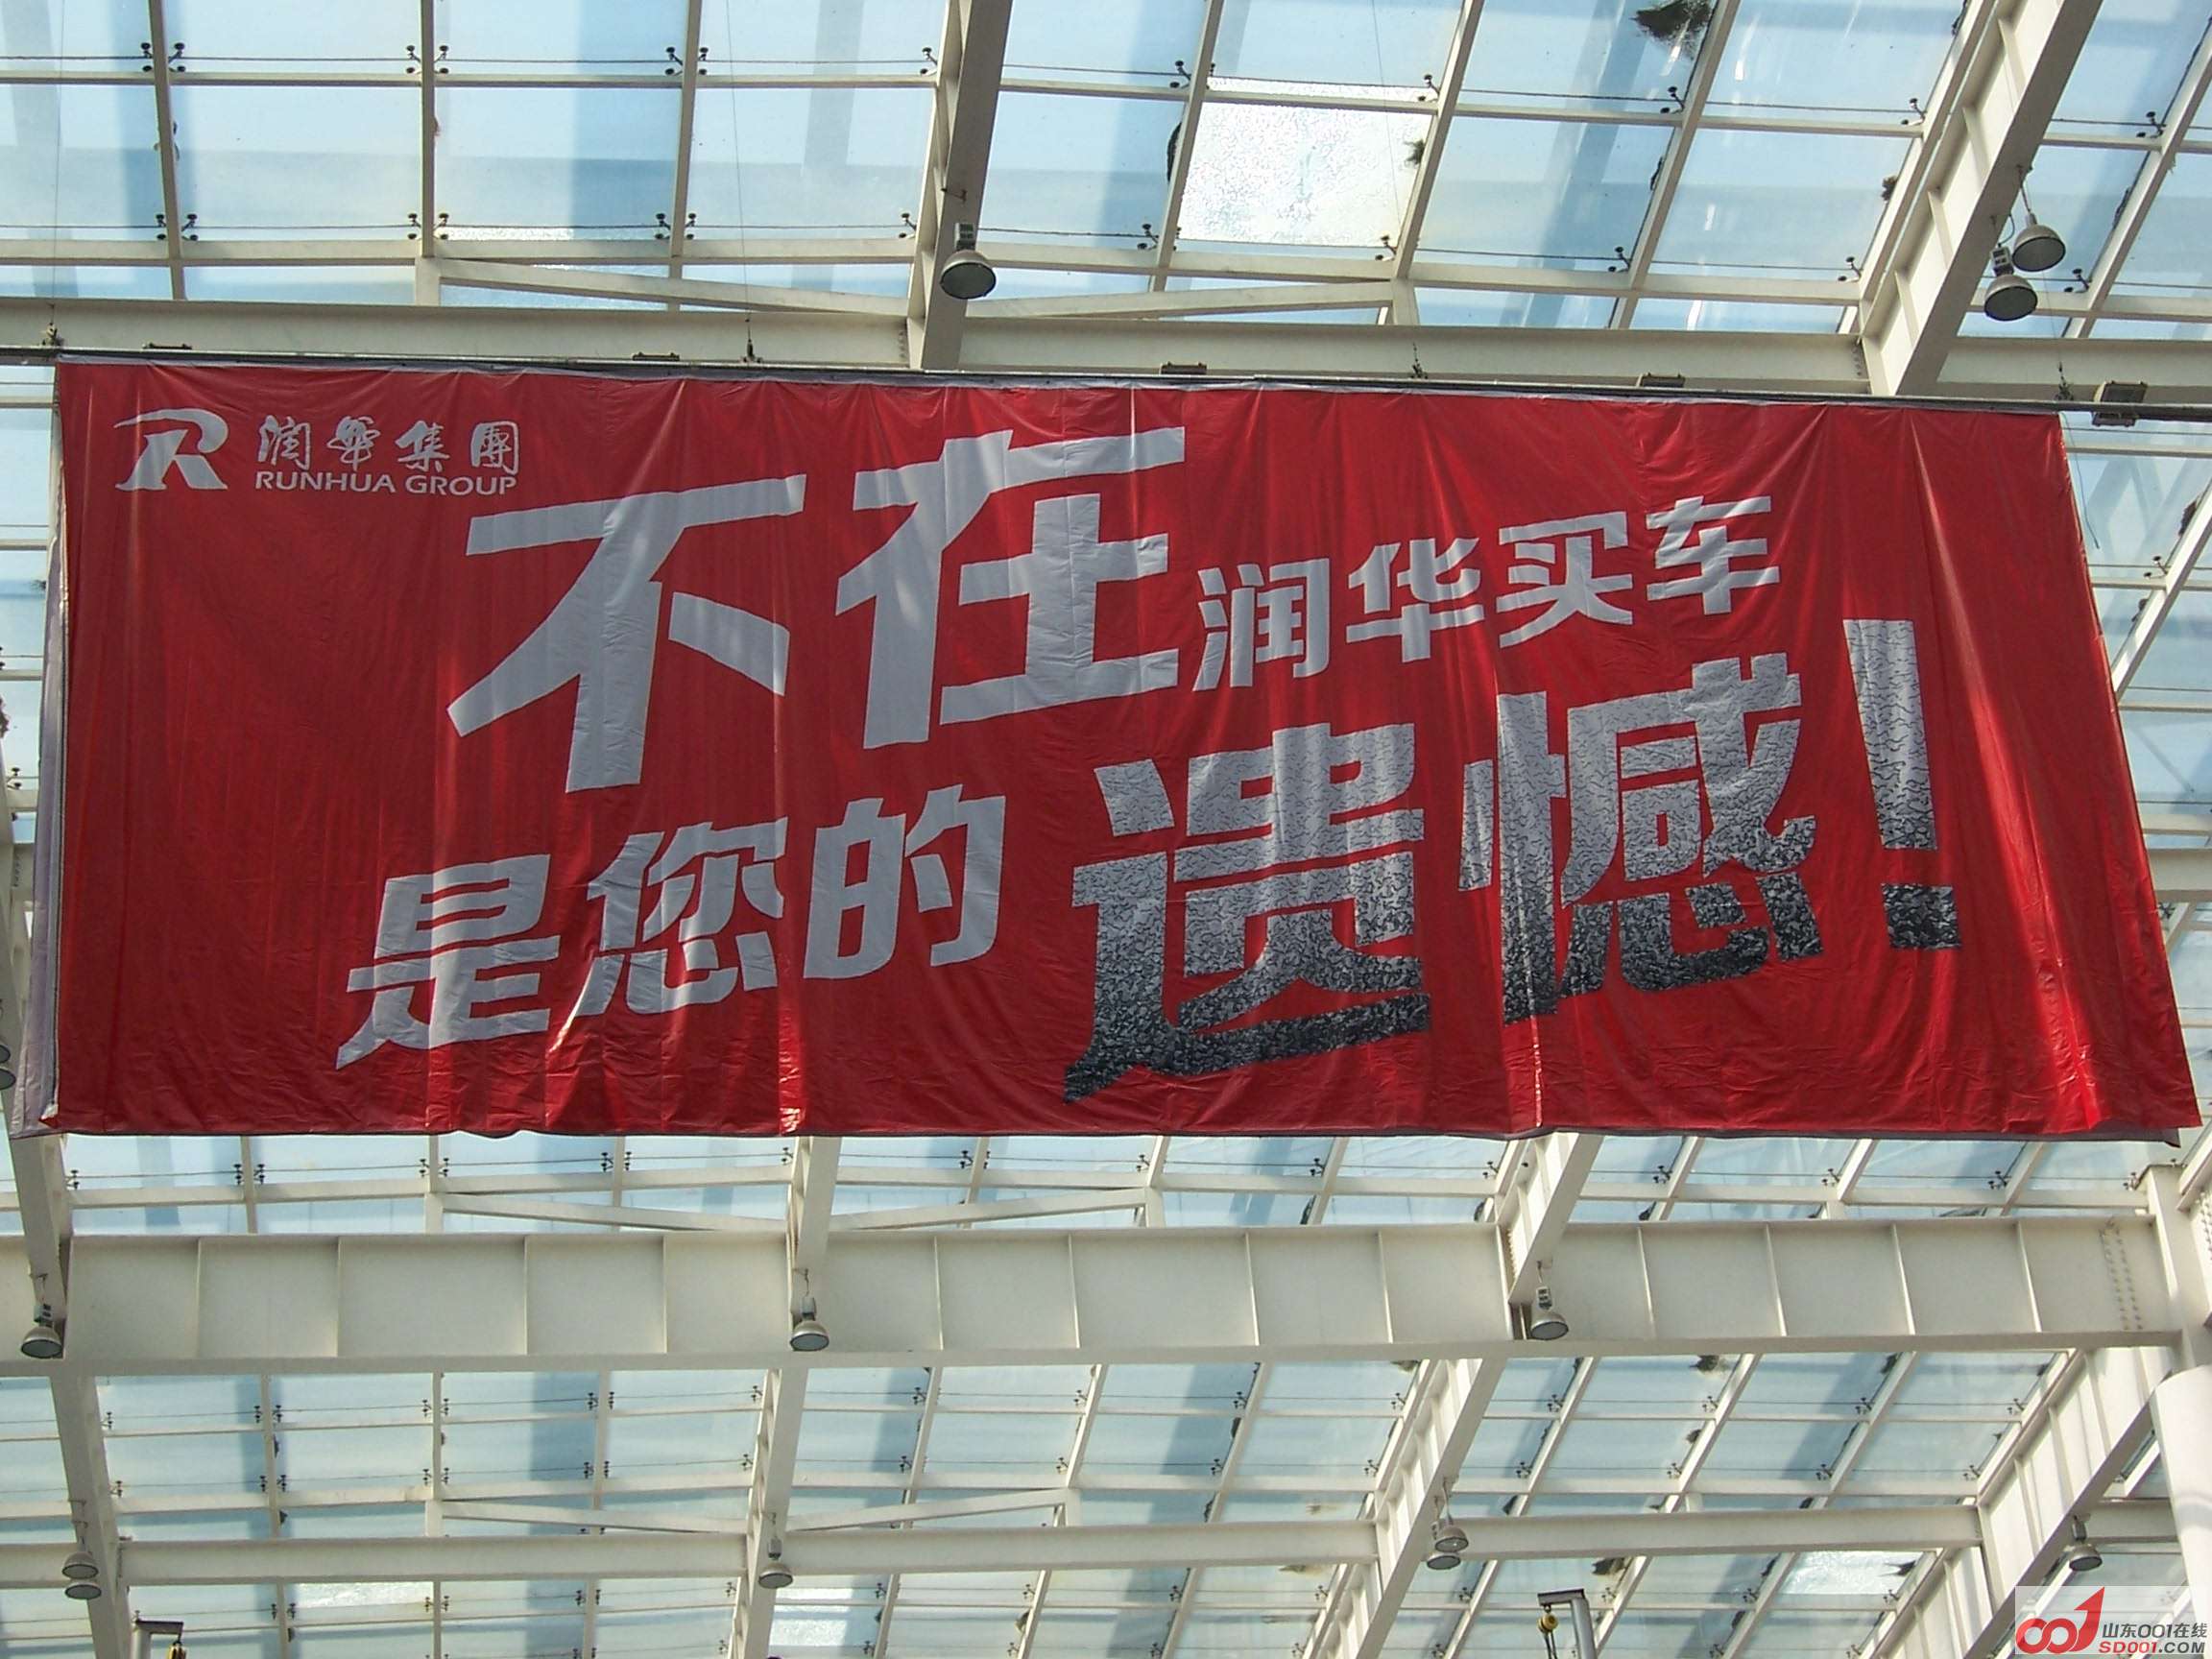 润华集團
RUNHUA GROUP
不在润华买车
是您的遗憾!
山东001在线
SD001.COM